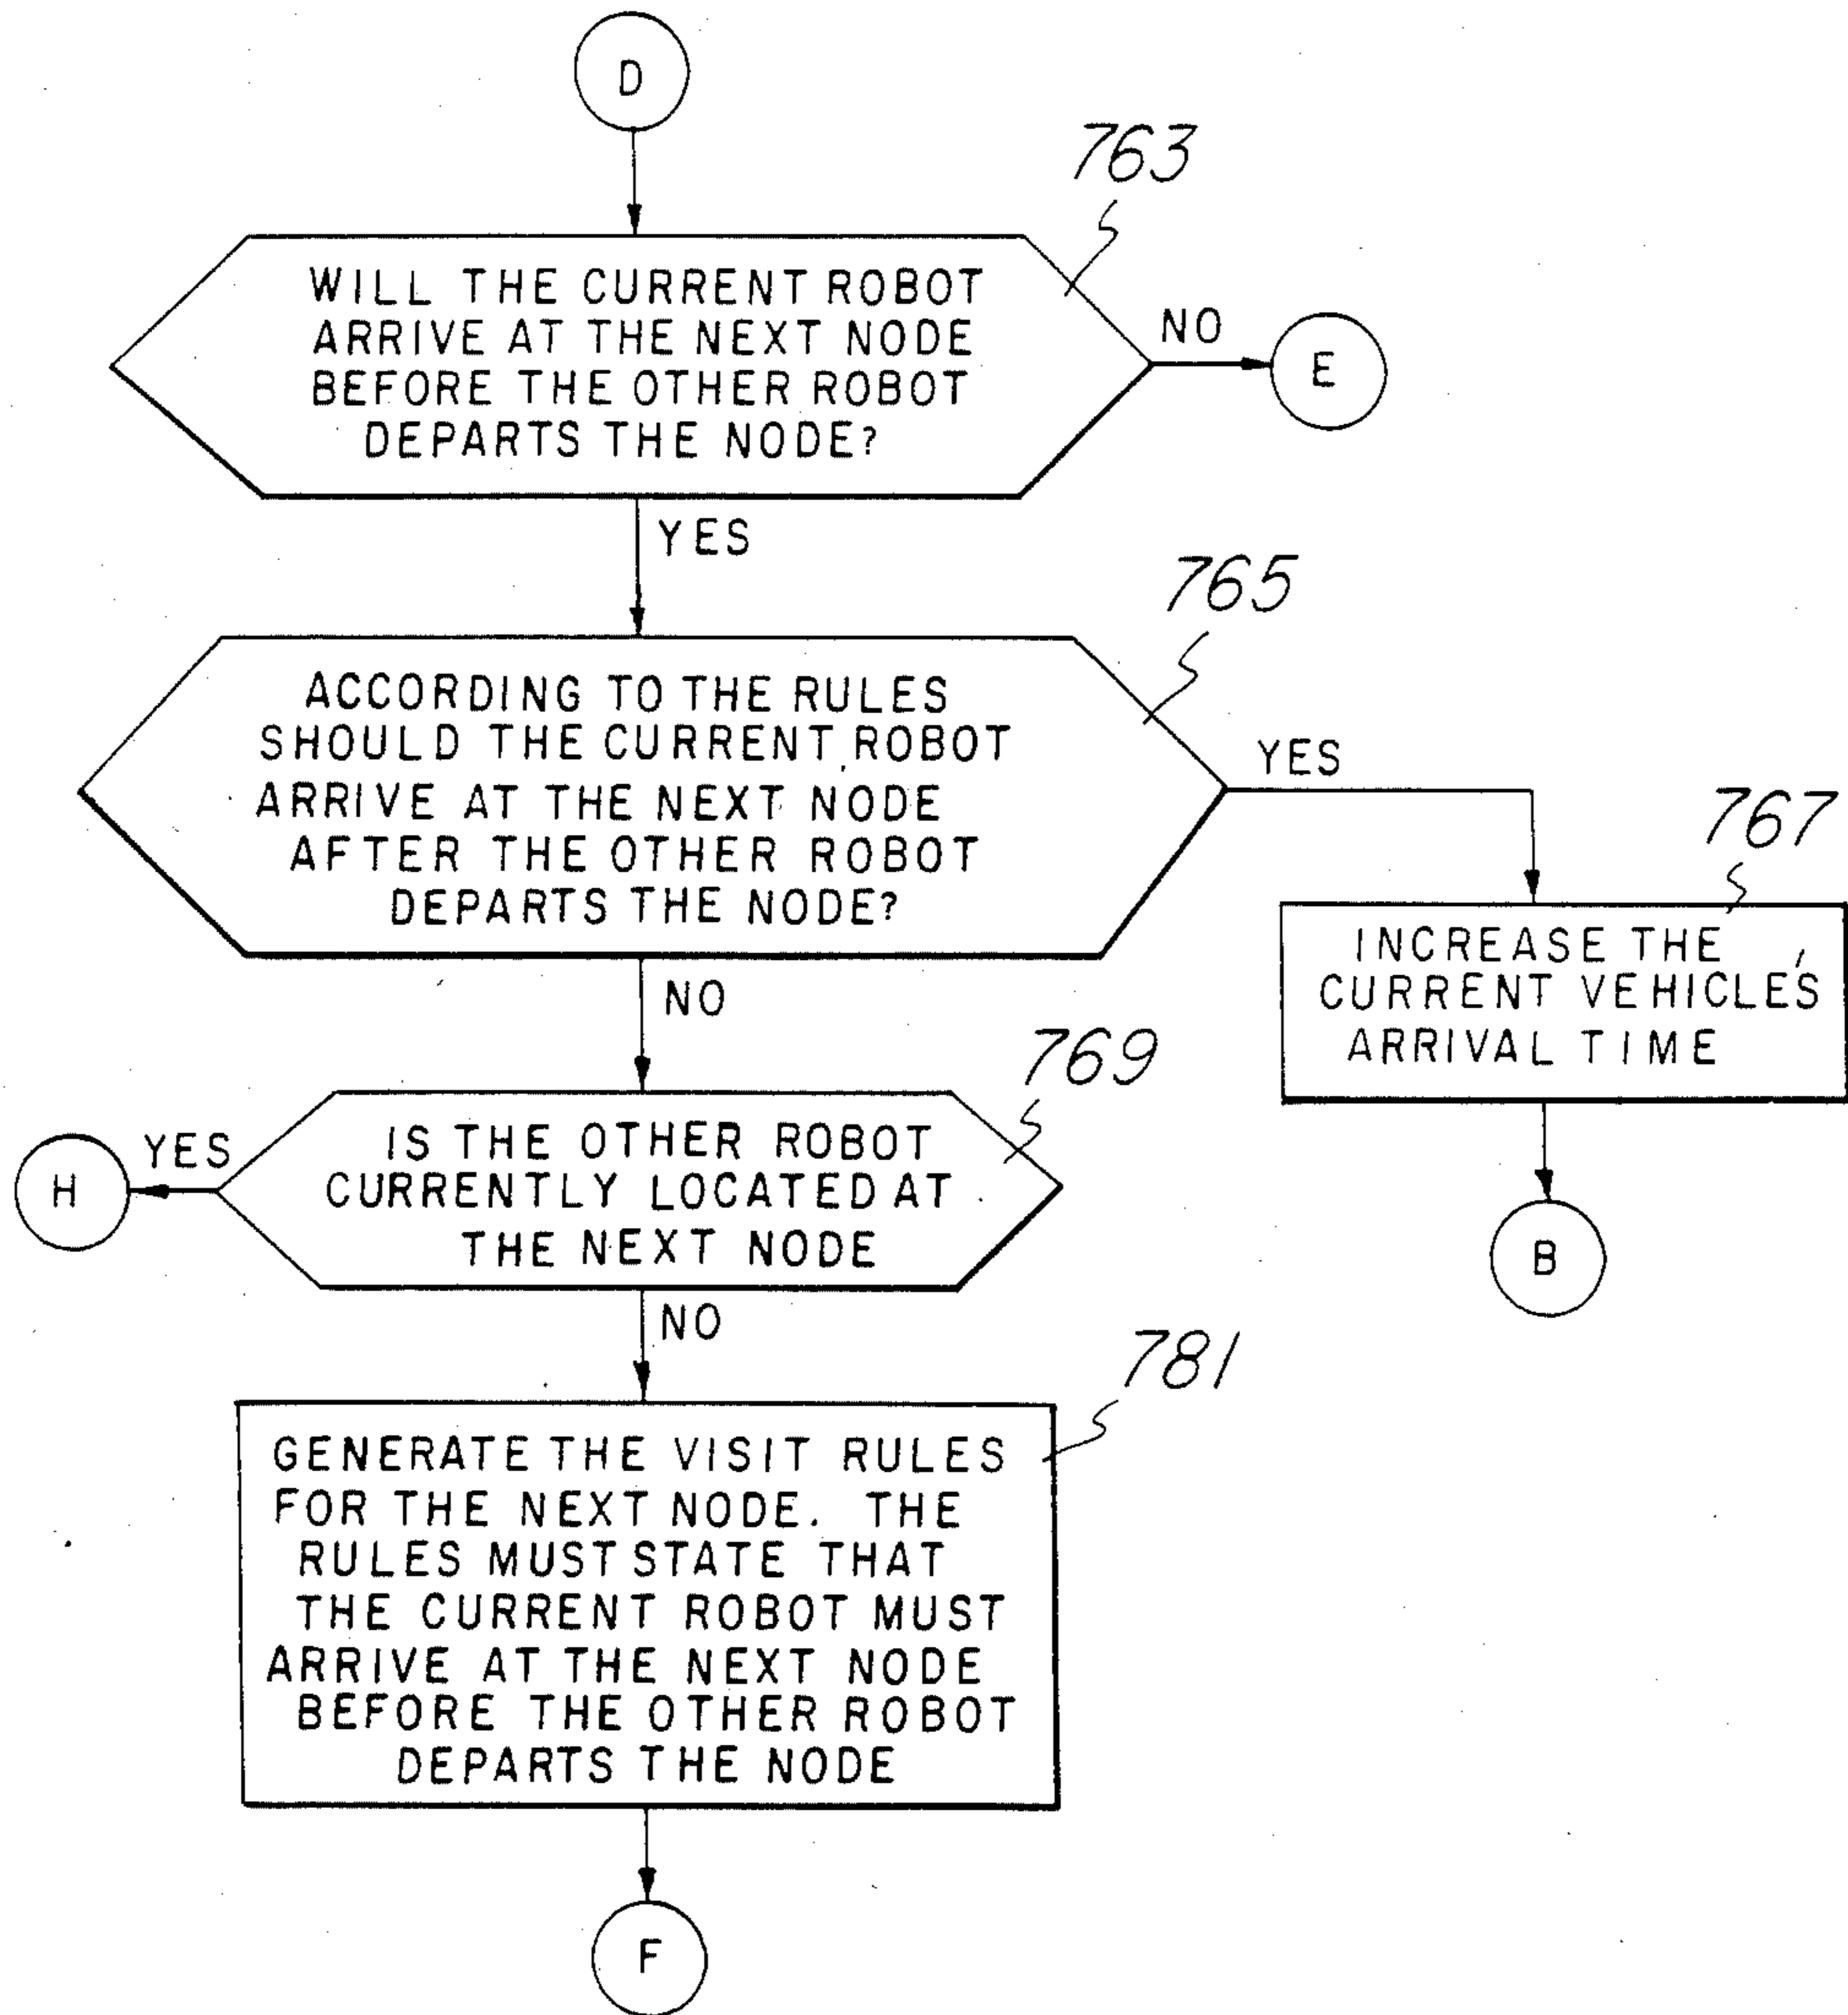 D
763
WILL THE CURRENT ROBOT
ARRIVE AT THE NEXT NODE
BEFORE THE OTHER ROBOT
DEPARTS THE NODE?
NO
E
YES
765
ACCORDING TO THE RULES
SHOULD THE CURRENT ROBOT
ARRIVE AT THE NEXT NODE
AFTER THE OTHER ROBOT
DEPARTS THE NODE?
YES
767
INCREASE THE
CURRENT VEHICLE'S
ARRIVAL TIME
B
NO
769
IS THE OTHER ROBOT
CURRENTLY LOCATED AT
THE NEXT NODE
YES
H
NO
781
GENERATE THE VISIT RULES
FOR THE NEXT NODE. THE
RULES MUST STATE THAT
THE CURRENT ROBOT MUST
ARRIVE AT THE NEXT NODE
BEFORE THE OTHER ROBOT
DEPARTS THE NODE
F